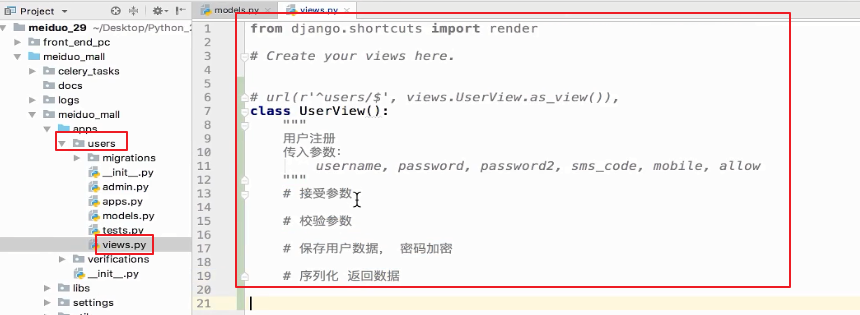 Project
models.py
views.py
meiduo_29 ~/Desktop/Python_2
front_end_pc
meiduo_mall
celery_tasks
docs
logs
meiduo_mall
apps
users
migrations
__init__.py
admin.py
apps.py
models.py
tests.py
views.py
verifications
__init__.py
libs
settings
1 from django.shortcuts import render
2
3 # Create your views here.
4
5
6 # url(r'^users/$', views.UserView.as_view()),
7 class UserView():
8 """
9 用户注册
10 传入参数:
11 username, password, password2, sms_code, mobile, allow
12 """
13 # 接受参数
14
15 # 校验参数
16
17 # 保存用户数据, 密码加密
18
19 # 序列化 返回数据
20
21